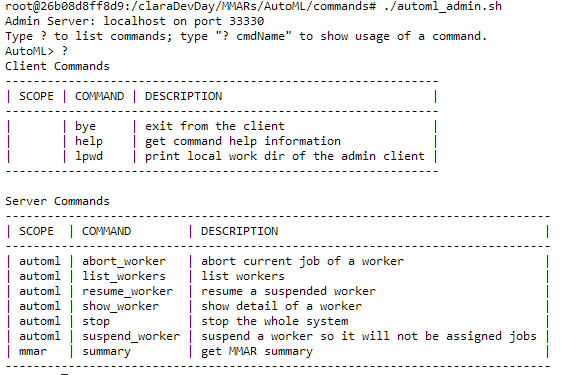 root@26b08d8ff8d9:/claraDevDay/MMARs/AutoML/commands# ./automl_admin.sh
Admin Server: localhost on port 33330
Type ? to list commands; type "? cmdName" to show usage of a command.
AutoML> ?
Client Commands
----------------------------------------------------------
| SCOPE | COMMAND | DESCRIPTION                          |
----------------------------------------------------------
|       | bye     | exit from the client                 |
|       | help    | get command help information         |
|       | lpwd    | print local work dir of the admin client |
----------------------------------------------------------
Server Commands
-------------------------------------------------------------------------
| SCOPE  | COMMAND        | DESCRIPTION                                  |
-------------------------------------------------------------------------
| automl | abort_worker   | abort current job of a worker                |
| automl | list_workers   | list workers                                 |
| automl | resume_worker  | resume a suspended worker                    |
| automl | show_worker    | show detail of a worker                      |
| automl | stop           | stop the whole system                        |
| automl | suspend_worker | suspend a worker so it will not be assigned jobs |
| mmar   | summary        | get MMAR summary                             |
-------------------------------------------------------------------------